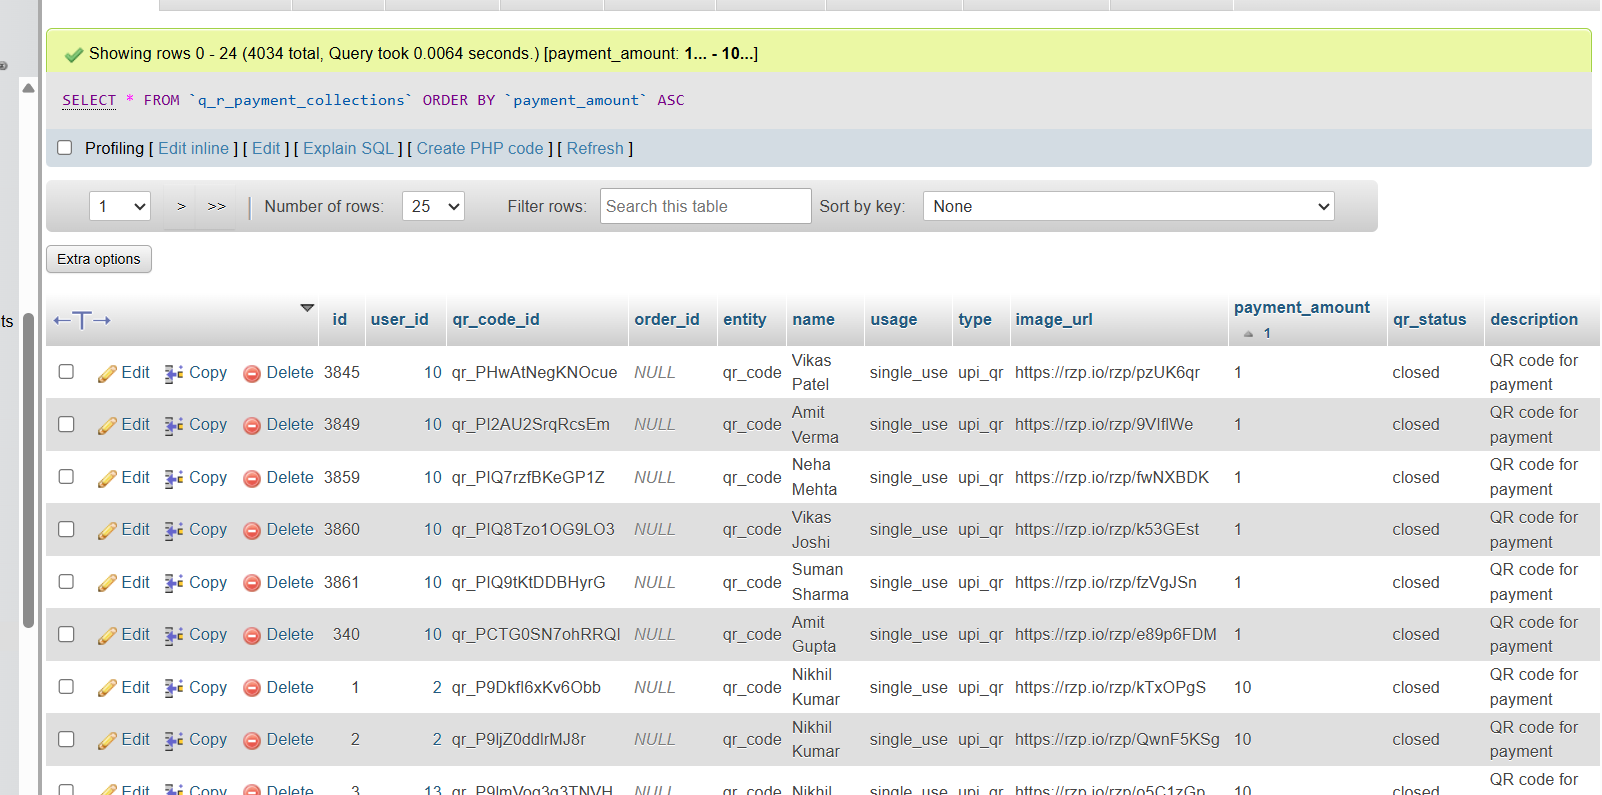 Showing rows 0 - 24 (4034 total, Query took 0.0064 seconds.) [payment_amount: 1... - 10...]
SELECT * FROM `q_r_payment_collections` ORDER BY `payment_amount` ASC
Profiling [ Edit inline ] [ Edit ] [ Explain SQL ] [ Create PHP code ] [ Refresh ]
1 > >> | Number of rows: 25 Filter rows: Search this table Sort by key: None
Extra options
ts
←T→ id user_id qr_code_id order_id entity name usage type image_url payment_amount 1 qr_status description
Edit Copy Delete 3845 10 qr_PHwAtNegKNOcue NULL qr_code Vikas Patel single_use upi_qr https://rzp.io/rzp/pzUK6qr 1 closed QR code for payment
Edit Copy Delete 3849 10 qr_PI2AU2SrqRcsEm NULL qr_code Amit Verma single_use upi_qr https://rzp.io/rzp/9VIflWe 1 closed QR code for payment
Edit Copy Delete 3859 10 qr_PIQ7rzfBKeGP1Z NULL qr_code Neha Mehta single_use upi_qr https://rzp.io/rzp/fwNXBDK 1 closed QR code for payment
Edit Copy Delete 3860 10 qr_PIQ8Tzo1OG9LO3 NULL qr_code Vikas Joshi single_use upi_qr https://rzp.io/rzp/k53GEst 1 closed QR code for payment
Edit Copy Delete 3861 10 qr_PIQ9tKtDDBHyrG NULL qr_code Suman Sharma single_use upi_qr https://rzp.io/rzp/fzVgJSn 1 closed QR code for payment
Edit Copy Delete 340 10 qr_PCTG0SN7ohRRQI NULL qr_code Amit Gupta single_use upi_qr https://rzp.io/rzp/e89p6FDM 1 closed QR code for payment
Edit Copy Delete 1 2 qr_P9Dkfl6xKv6Obb NULL qr_code Nikhil Kumar single_use upi_qr https://rzp.io/rzp/kTxOPgS 10 closed QR code for payment
Edit Copy Delete 2 2 qr_P9ljZ0ddlrMJ8r NULL qr_code Nikhil Kumar single_use upi_qr https://rzp.io/rzp/QwnF5KSg 10 closed QR code for payment
Edit Copy Delete 3 13 NULL qr_code single_use upi_qr 10 closed QR code for